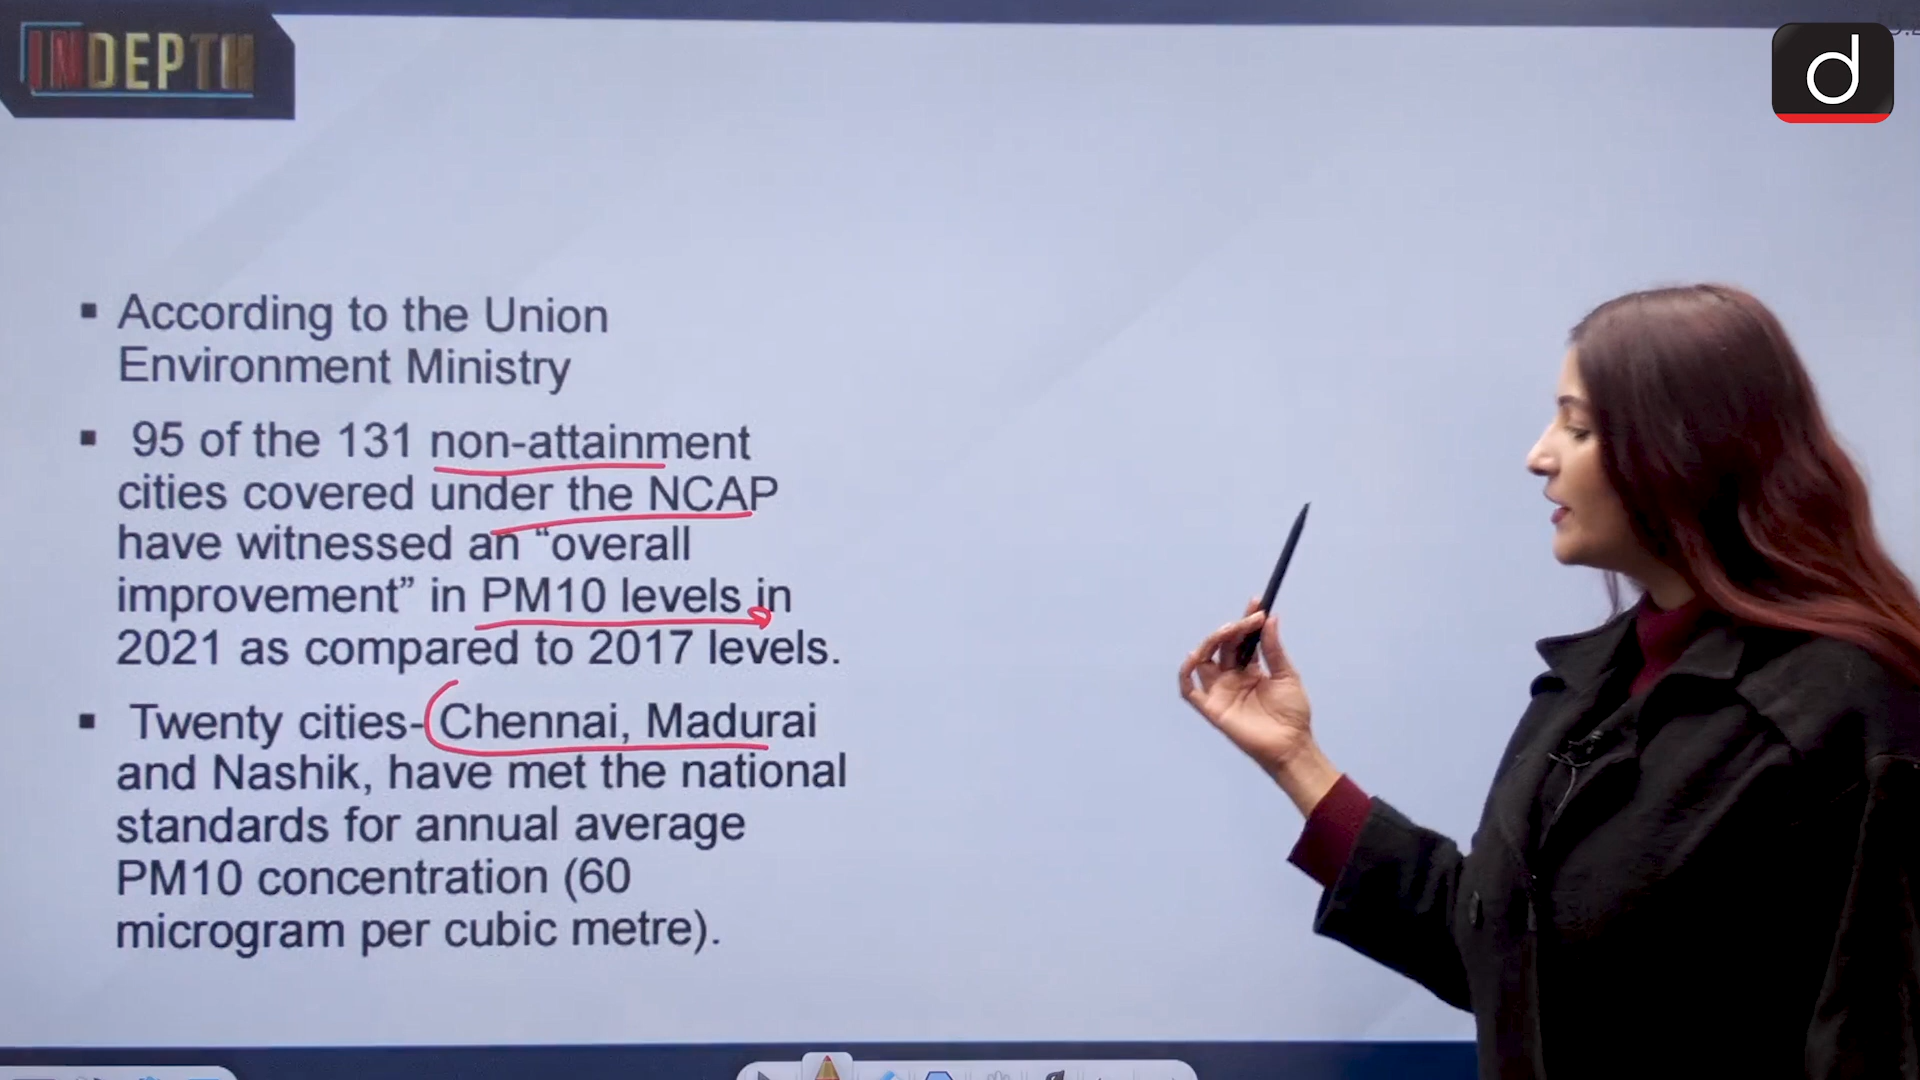 INDEPTH
d
▪ According to the Union
Environment Ministry
▪ 95 of the 131 non-attainment
cities covered under the NCAP
have witnessed an “overall
improvement” in PM10 levels in
2021 as compared to 2017 levels.
▪ Twenty cities- Chennai, Madurai
and Nashik, have met the national
standards for annual average
PM10 concentration (60
microgram per cubic metre).